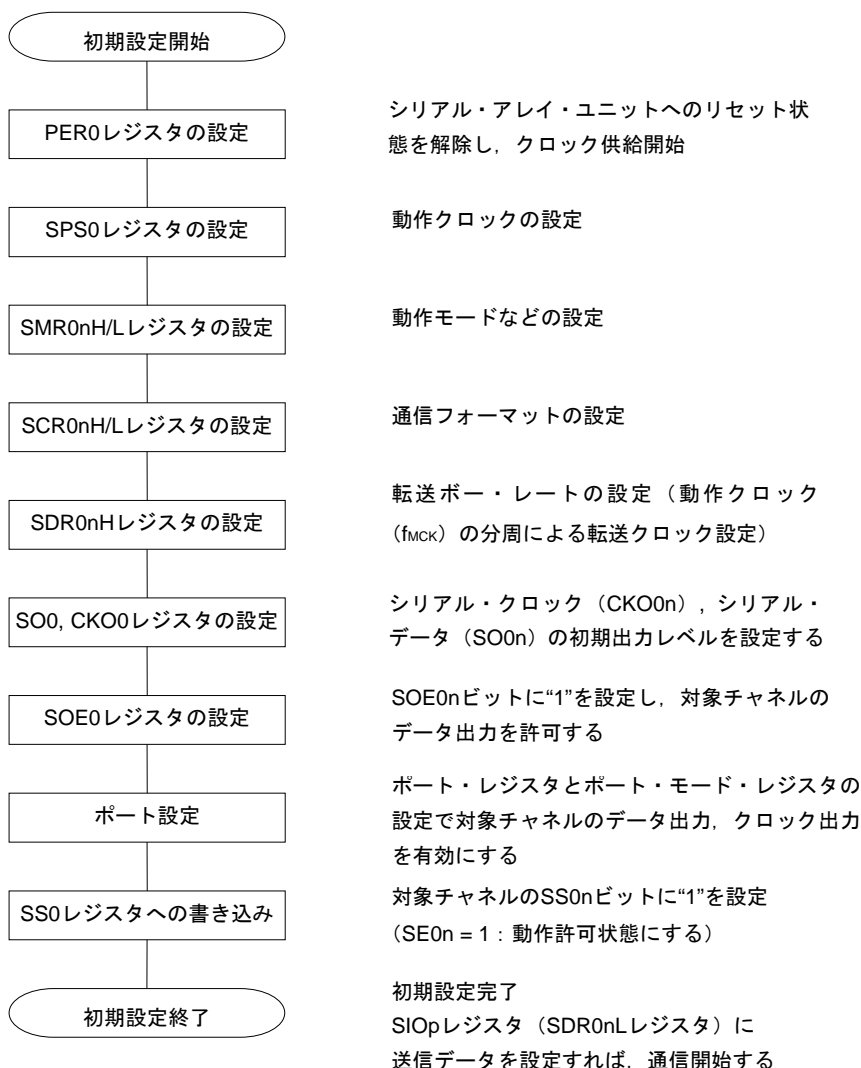 初期設定開始
PER0レジスタの設定
シリアル・アレイ・ユニットへのリセット状
態を解除し,クロック供給開始
SPS0レジスタの設定
動作クロックの設定
SMR0nH/Lレジスタの設定
動作モードなどの設定
SCR0nH/Lレジスタの設定
通信フォーマットの設定
SDR0nHレジスタの設定
転送ボー・レートの設定(動作クロック
(fMCK)の分周による転送クロック設定)
SO0, CKO0レジスタの設定
シリアル・クロック(CKO0n),シリアル・
データ(SO0n)の初期出力レベルを設定する
SOE0レジスタの設定
SOE0nビットに“1”を設定し,対象チャネルの
データ出力を許可する
ポート設定
ポート・レジスタとポート・モード・レジスタの
設定で対象チャネルのデータ出力,クロック出力
を有効にする
SS0レジスタへの書き込み
対象チャネルのSS0nビットに“1”を設定
(SE0n = 1:動作許可状態にする)
初期設定終了
初期設定完了
SIOpレジスタ(SDR0nLレジスタ)に
送信データを設定すれば,通信開始する